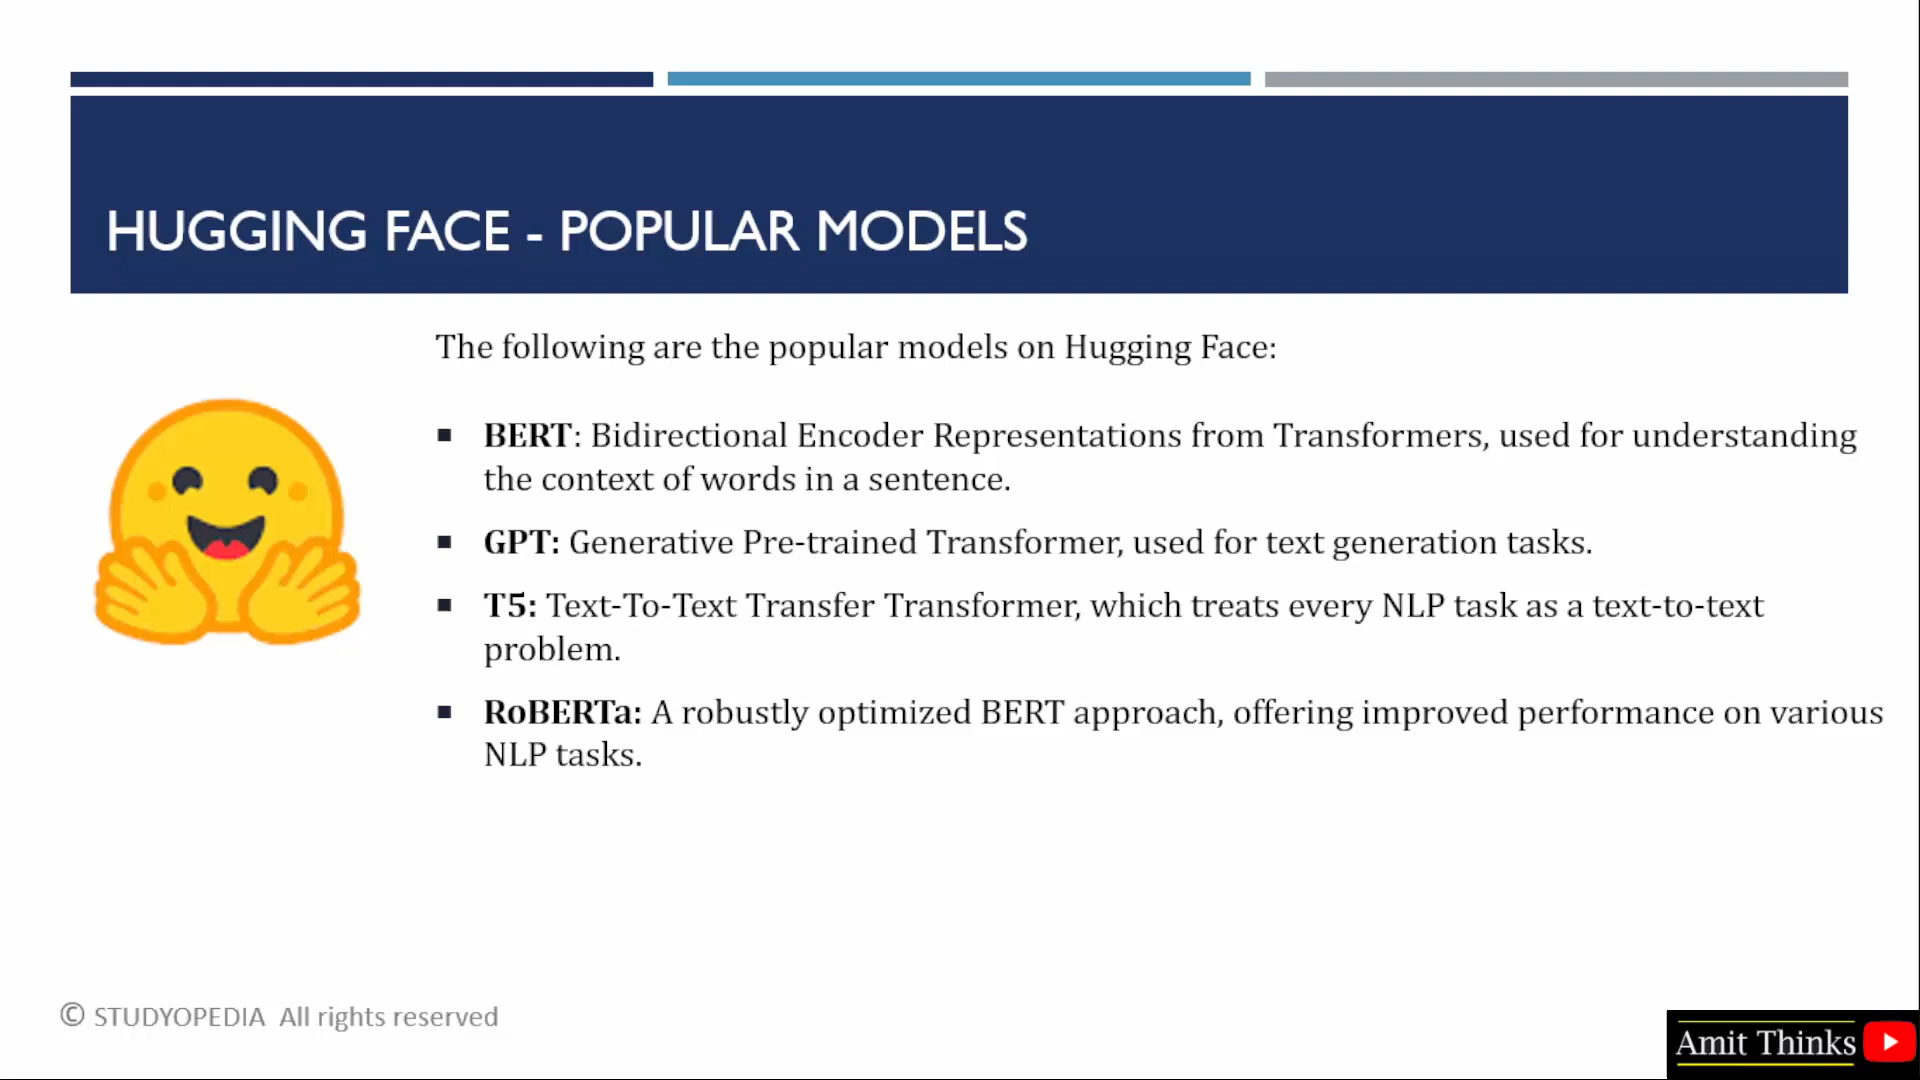 HUGGING FACE - POPULAR MODELS
The following are the popular models on Hugging Face:
▪ BERT: Bidirectional Encoder Representations from Transformers, used for understanding
the context of words in a sentence.
▪ GPT: Generative Pre-trained Transformer, used for text generation tasks.
▪ T5: Text-To-Text Transfer Transformer, which treats every NLP task as a text-to-text
problem.
▪ RoBERTa: A robustly optimized BERT approach, offering improved performance on various
NLP tasks.
© STUDYOPEDIA All rights reserved
Amit Thinks